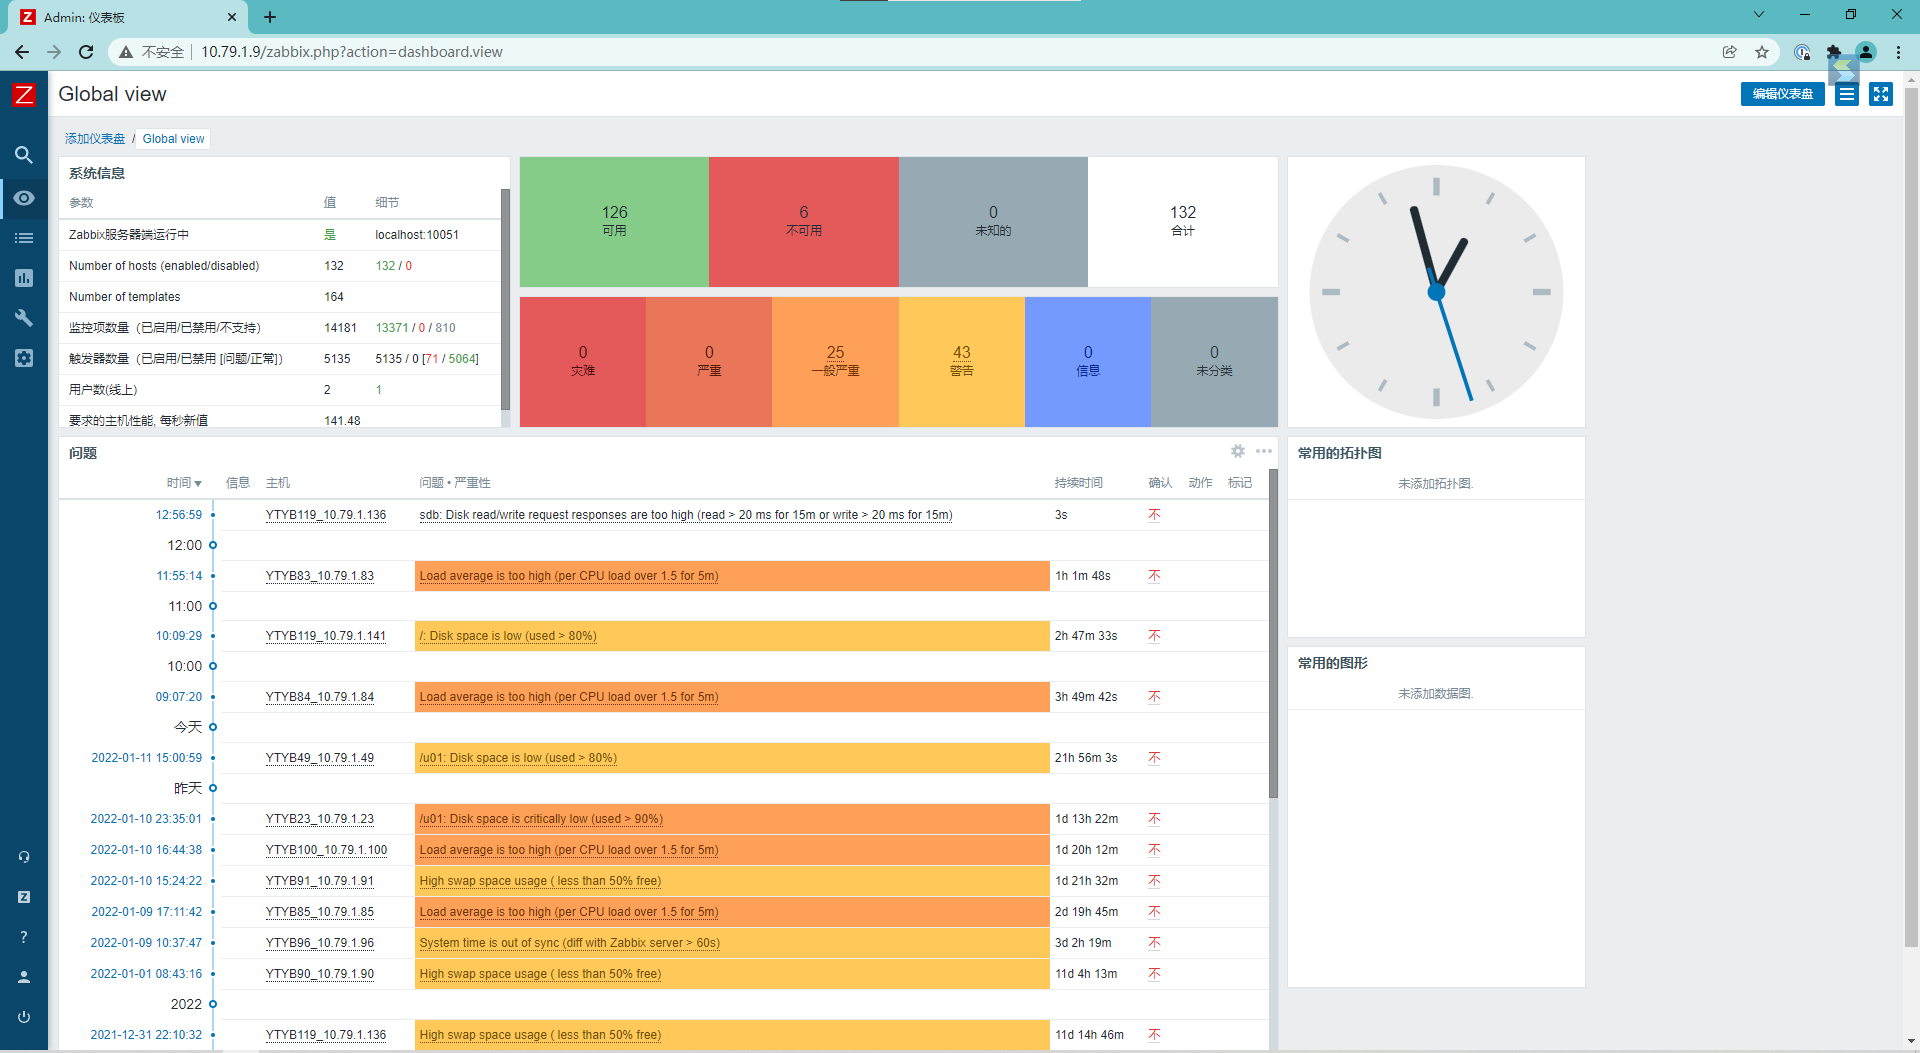 Admin: 仪表板
不安全
10.79.1.9/zabbix.php?action=dashboard.view
Z
Global view
编辑仪表盘
添加仪表盘 / Global view
系统信息
参数 值 细节
Zabbix服务器端运行中 是 localhost:10051
Number of hosts (enabled/disabled) 132 132 / 0
Number of templates 164
监控项数量（已启用/已禁用/不支持） 14181 13371 / 0 / 810
触发器数量（已启用/已禁用 [问题/正常]） 5135 5135 / 0 [71 / 5064]
用户数(线上) 2 1
要求的主机性能, 每秒新值 141.48
126 6 0 132
可用 不可用 未知的 合计
0 0 25 43 0 0
灾难 严重 一般严重 警告 信息 未分类
问题
时间 信息 主机 问题 • 严重性 持续时间 确认 动作 标记
12:56:59 YTYB119_10.79.1.136 sdb: Disk read/write request responses are too high (read > 20 ms for 15m or write > 20 ms for 15m) 3s 不
12:00
11:55:14 YTYB83_10.79.1.83 Load average is too high (per CPU load over 1.5 for 5m) 1h 1m 48s 不
11:00
10:09:29 YTYB119_10.79.1.141 /: Disk space is low (used > 80%) 2h 47m 33s 不
10:00
09:07:20 YTYB84_10.79.1.84 Load average is too high (per CPU load over 1.5 for 5m) 3h 49m 42s 不
今天
2022-01-11 15:00:59 YTYB49_10.79.1.49 /u01: Disk space is low (used > 80%) 21h 56m 3s 不
昨天
2022-01-10 23:35:01 YTYB23_10.79.1.23 /u01: Disk space is critically low (used > 90%) 1d 13h 22m 不
2022-01-10 16:44:38 YTYB100_10.79.1.100 Load average is too high (per CPU load over 1.5 for 5m) 1d 20h 12m 不
2022-01-10 15:24:22 YTYB91_10.79.1.91 High swap space usage ( less than 50% free) 1d 21h 32m 不
2022-01-09 17:11:42 YTYB85_10.79.1.85 Load average is too high (per CPU load over 1.5 for 5m) 2d 19h 45m 不
2022-01-09 10:37:47 YTYB96_10.79.1.96 System time is out of sync (diff with Zabbix server > 60s) 3d 2h 19m 不
2022-01-01 08:43:16 YTYB90_10.79.1.90 High swap space usage ( less than 50% free) 11d 4h 13m 不
2022
2021-12-31 22:10:32 YTYB119_10.79.1.136 High swap space usage ( less than 50% free) 11d 14h 46m 不
常用的拓扑图
未添加拓扑图.
常用的图形
未添加数据图.